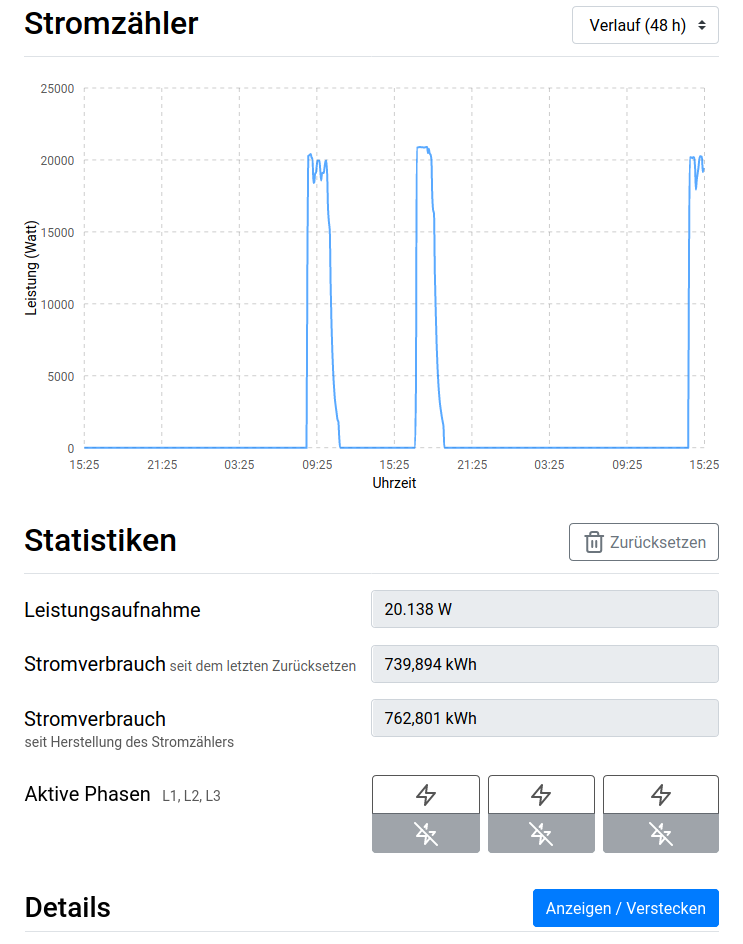 Stromzähler
Verlauf (48 h)
25000
20000
15000
10000
5000
0
Leistung (Watt)
15:25 21:25 03:25 09:25 15:25 21:25 03:25 09:25 15:25
Uhrzeit
Statistiken
Zurücksetzen
Leistungsaufnahme
20.138 W
Stromverbrauch seit dem letzten Zurücksetzen
739,894 kWh
Stromverbrauch
seit Herstellung des Stromzählers
762,801 kWh
Aktive Phasen L1, L2, L3
Details
Anzeigen / Verstecken